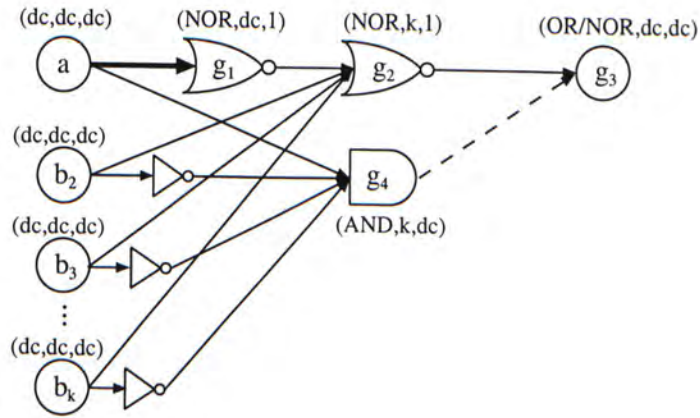 (dc,dc,dc) (NOR,dc,1) (NOR,k,1) (OR/NOR,dc,dc)
a g₁ g₂ g₃
(dc,dc,dc)
b₂ g₄
(AND,k,dc)
(dc,dc,dc)
b₃
(dc,dc,dc)
bₖ